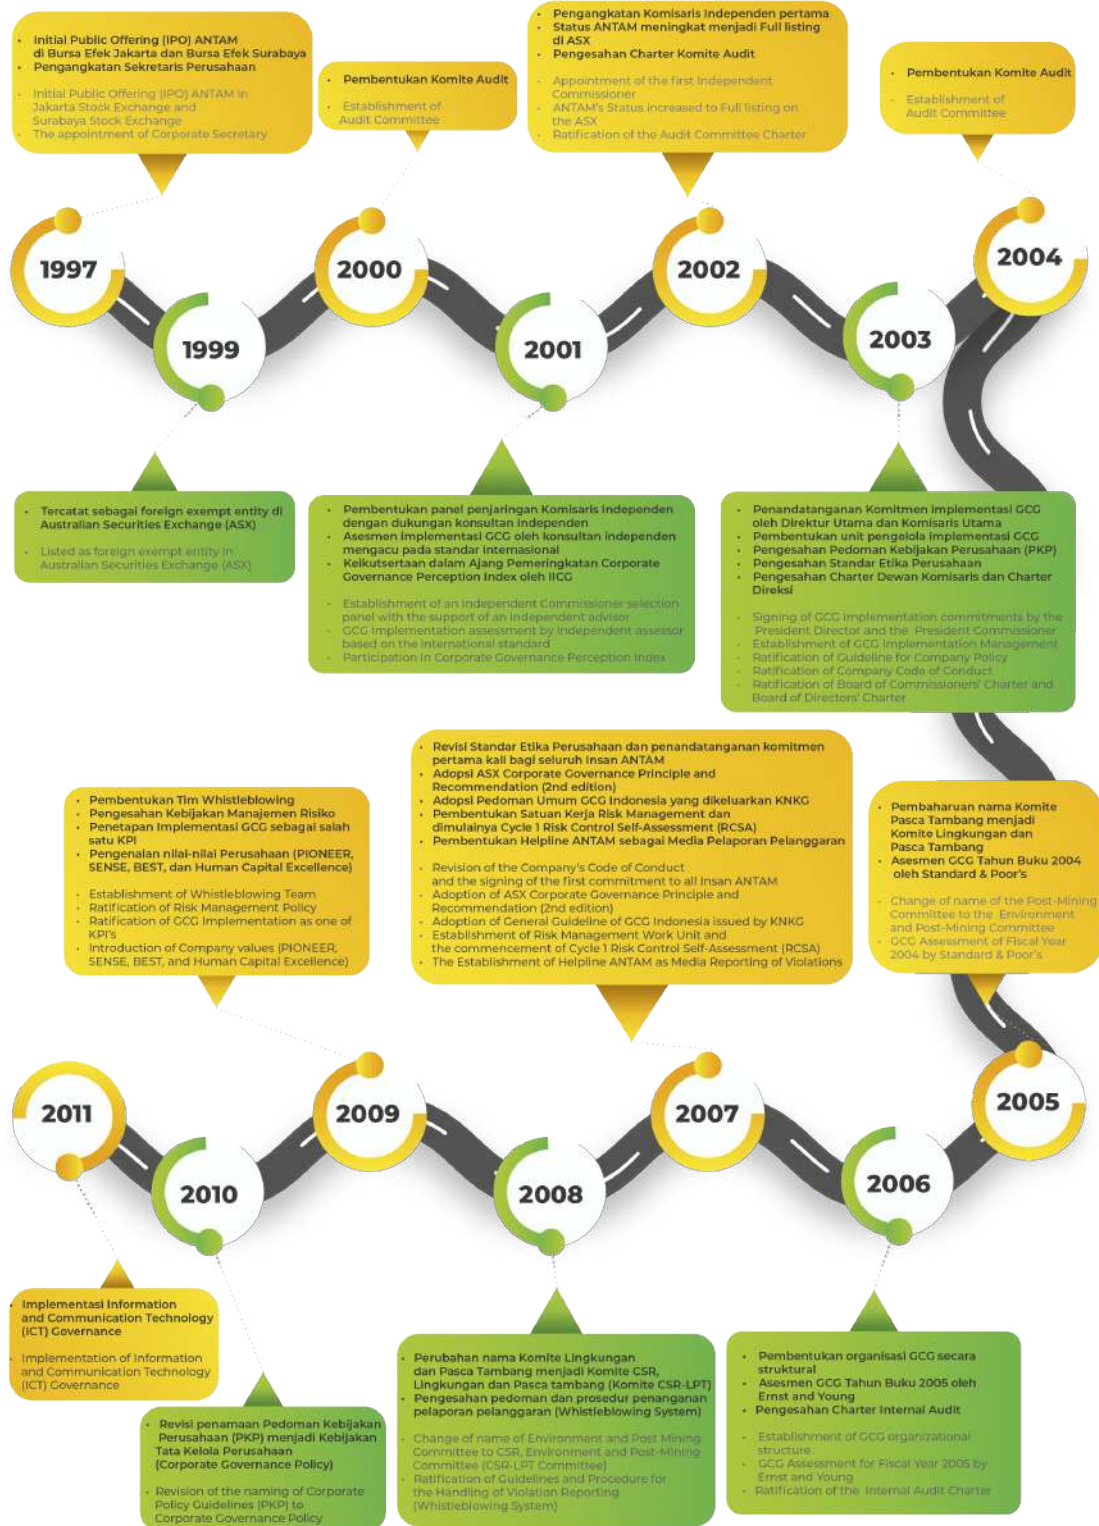 • Initial Public Offering (IPO) ANTAM
di Bursa Efek Jakarta dan Bursa Efek Surabaya
• Pengangkatan Sekretaris Perusahaan
- Initial Public Offering (IPO) ANTAM in
Jakarta Stock Exchange and
Surabaya Stock Exchange
- The appointment of Corporate Secretary
• Pembentukan Komite Audit
- Establishment of
Audit Committee
• Pengangkatan Komisaris Independen pertama
• Status ANTAM meningkat menjadi Full listing
di ASX
• Pengesahan Charter Komite Audit
- Appointment of the first Independent
Commissioner
- ANTAM's Status increased to Full listing on
the ASX
- Ratification of the Audit Committee Charter
• Pembentukan Komite Audit
- Establishment of
Audit Committee
1997
1999
2000
2001
2002
2003
2004
• Tercatat sebagai foreign exempt entity di
Australian Securities Exchange (ASX)
- Listed as foreign exempt entity in
Australian Securities Exchange (ASX)
• Pembentukan panel penjaringan Komisaris Independen
dengan dukungan konsultan Independen
• Asesmen implementasi GCG oleh konsultan independen
mengacu pada standar internasional
• Keikutsertaan dalam Ajang Pemeringkatan Corporate
Governance Perception Index oleh IICG
- Establishment of an Independent Commissioner selection
panel with the support of an independent advisor
- GCG implementation assessment by independent assessor
based on the international standard
- Participation in Corporate Governance Perception Index
• Penandatanganan Komitmen implementasi GCG
oleh Direktur Utama dan Komisaris Utama
• Pembentukan unit pengelola implementasi GCG
• Pengesahan Pedoman Kebijakan Perusahaan (PKP)
• Pengesahan Standar Etika Perusahaan
• Pengesahan Charter Dewan Komisaris dan Charter
Direksi
- Signing of GCG Implementation commitments by the
President Director and the President Commissioner
- Establishment of GCG Implementation Management
- Ratification of Guideline for Company Policy
- Ratification of Company Code of Conduct
- Ratification of Board of Commissioners' Charter and
Board of Directors' Charter
• Pembentukan Tim Whistleblowing
• Pengesahan Kebijakan Manajemen Risiko
• Penetapan Implementasi GCG sebagai salah
satu KPI
• Pengenalan nilai-nilai Perusahaan (PIONEER,
SENSE, BEST, dan Human Capital Excellence)
- Establishment of Whistleblowing Team
- Ratification of Risk Management Policy
- Ratification of GCG Implementation as one of
KPI's
- Introduction of Company values (PIONEER,
SENSE, BEST, and Human Capital Excellence)
• Revisi Standar Etika Perusahaan dan penandatanganan komitmen
pertama kali bagi seluruh Insan ANTAM
• Adopsi ASX Corporate Governance Principle and
Recommendation (2nd edition)
• Adopsi Pedoman Umum GCG Indonesia yang dikeluarkan KNKG
• Pembentukan Satuan Kerja Risk Management dan
dimulainya Cycle 1 Risk Control Self-Assessment (RCSA)
• Pembentukan Helpline ANTAM sebagai Media Pelaporan Pelanggaran
- Revision of the Company's Code of Conduct
and the signing of the first commitment to all Insan ANTAM
- Adoption of ASX Corporate Governance Principle and
Recommendation (2nd edition)
- Adoption of General Guideline of GCG Indonesia issued by KNKG
- Establishment of Risk Management Work Unit and
the commencement of Cycle 1 Risk Control Self-Assessment (RCSA)
- The Establishment of Helpline ANTAM as Media Reporting of Violations
• Pembaharuan nama Komite
Pasca Tambang menjadi
Komite Lingkungan dan
Pasca Tambang
• Asesmen GCG Tahun Buku 2004
oleh Standard & Poor's
- Change of name of the Post-Mining
Committee to the Environment
and Post-Mining Committee
- GCG Assessment of Fiscal Year
2004 by Standard & Poor's
2011
2010
2009
2008
2007
2006
2005
• Implementasi Information
and Communication Technology
(ICT) Governance
- Implementation of Information
and Communication Technology
(ICT) Governance
• Revisi penamaan Pedoman Kebijakan
Perusahaan (PKP) menjadi Kebijakan
Tata Kelola Perusahaan
(Corporate Governance Policy)
- Revision of the naming of Corporate
Policy Guidelines (PKP) to
Corporate Governance Policy
• Perubahan nama Komite Lingkungan
dan Pasca Tambang menjadi Komite CSR,
Lingkungan dan Pasca tambang (Komite CSR-LPT)
• Pengesahan pedoman dan prosedur penanganan
pelaporan pelanggaran (Whistleblowing System)
- Change of name of Environment and Post Mining
Committee to CSR, Environment and Post-Mining
Committee (CSR-LPT Committee)
- Ratification of Guidelines and Procedure for
the Handling of Violation Reporting
(Whistleblowing System)
• Pembentukan organisasi GCG secara
struktural
• Asesmen GCG Tahun Buku 2005 oleh
Ernst and Young
• Pengesahan Charter Internal Audit
- Establishment of GCG organizational
structure
- GCG Assessment for Fiscal Year 2005 by
Ernst and Young
- Ratification of the Internal Audit Charter